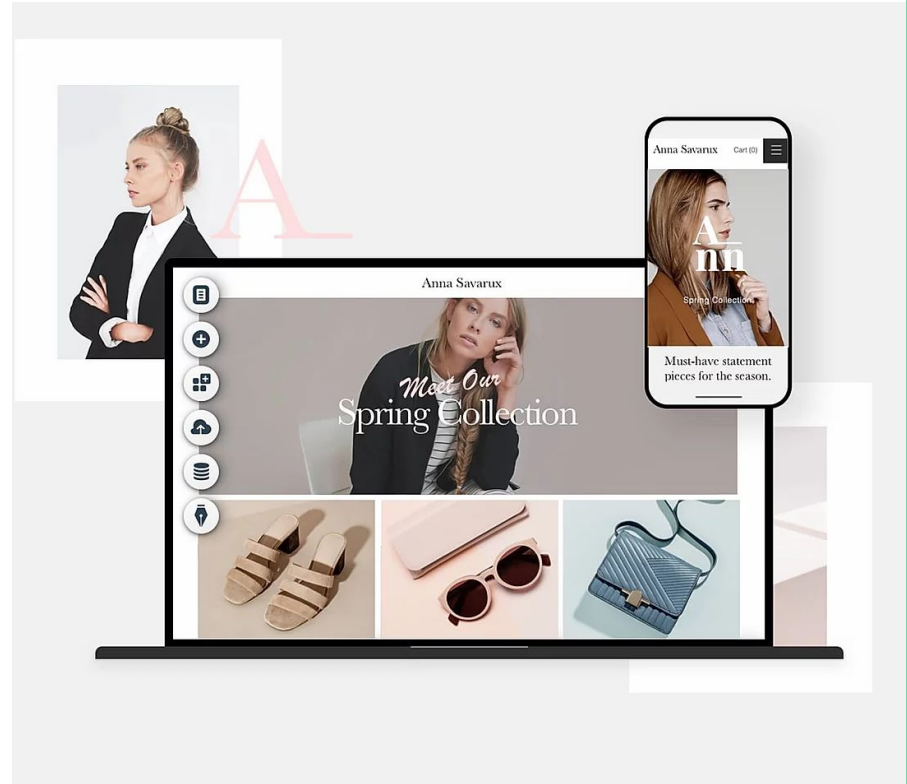 A
Anna Savarux
Meet Our
Spring Collection
Anna Savarux Cart (0)
A
nn
Spring Collection
Must-have statement
pieces for the season.